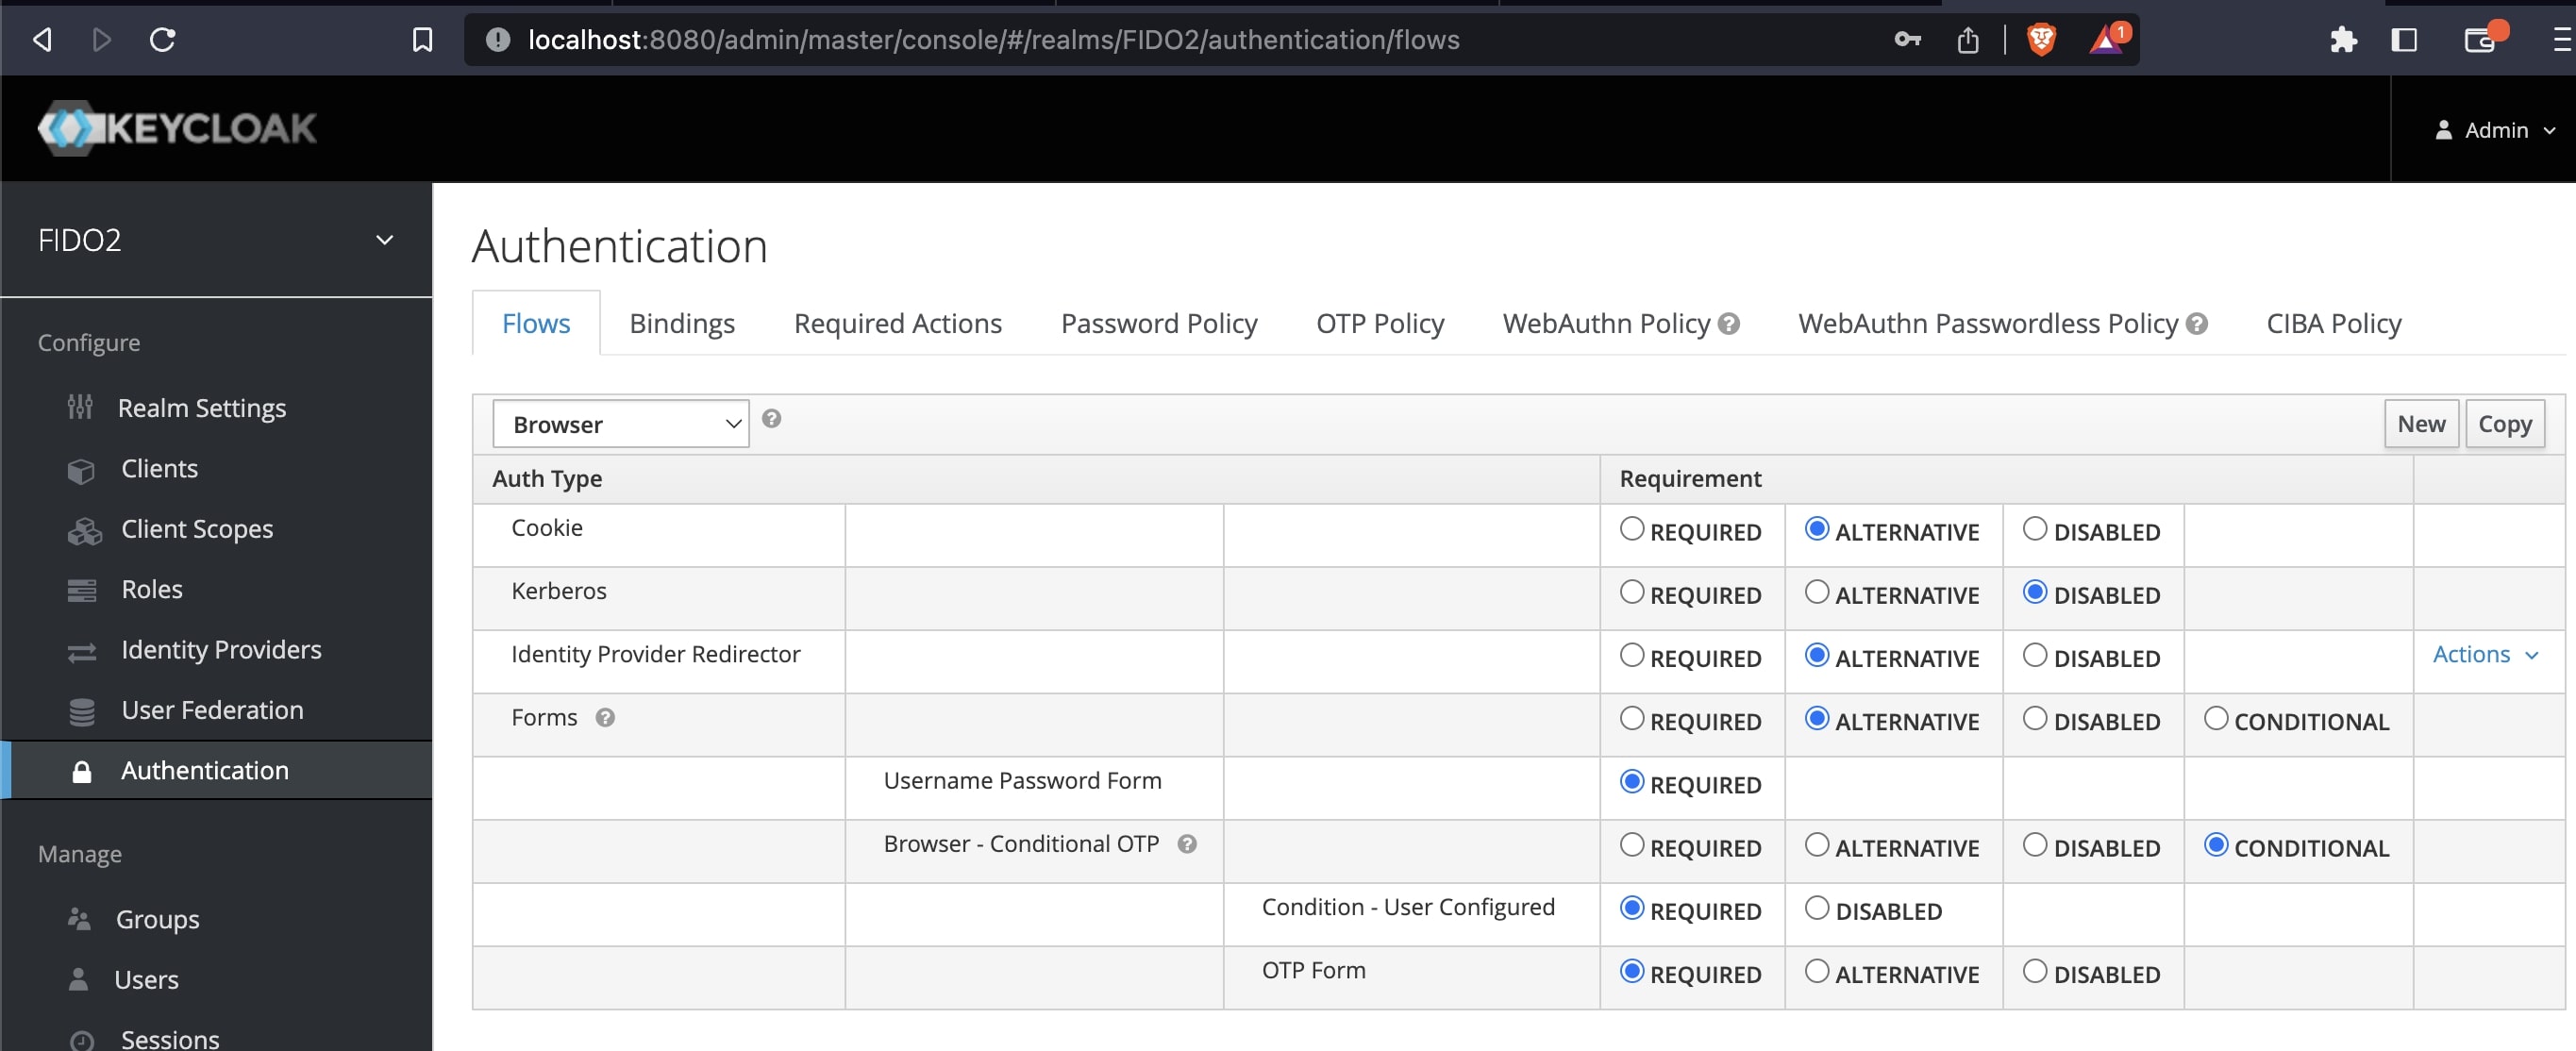 localhost:8080/admin/master/console/#/realms/FIDO2/authentication/flows
1
KEYCLOAK
Admin
FIDO2
Configure
Realm Settings
Clients
Client Scopes
Roles
Identity Providers
User Federation
Authentication
Manage
Groups
Users
Sessions
Authentication
Flows Bindings Required Actions Password Policy OTP Policy WebAuthn Policy ? WebAuthn Passwordless Policy ? CIBA Policy
Browser ? New Copy
Auth Type Requirement
Cookie REQUIRED ALTERNATIVE DISABLED
Kerberos REQUIRED ALTERNATIVE DISABLED
Identity Provider Redirector REQUIRED ALTERNATIVE DISABLED Actions
Forms ? REQUIRED ALTERNATIVE DISABLED CONDITIONAL
Username Password Form REQUIRED
Browser - Conditional OTP ? REQUIRED ALTERNATIVE DISABLED CONDITIONAL
Condition - User Configured REQUIRED DISABLED
OTP Form REQUIRED ALTERNATIVE DISABLED